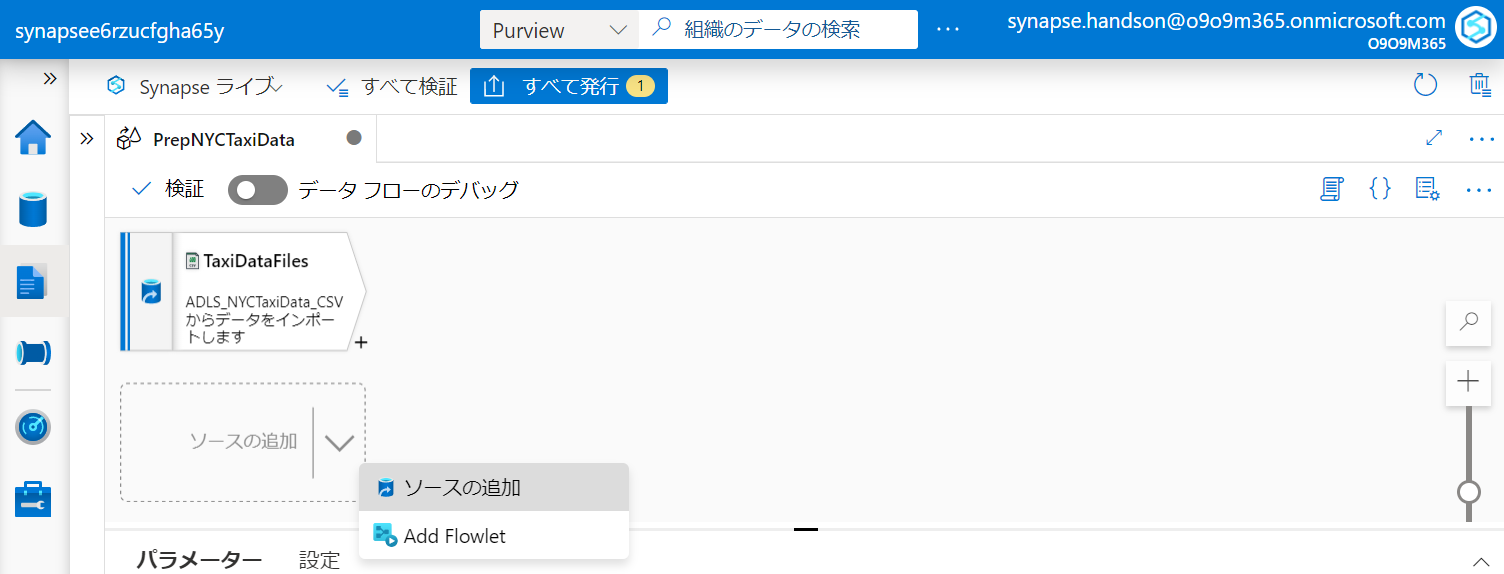 synapsee6rzucfgha65y
Purview
組織のデータの検索
synapse.handson@o9o9m365.onmicrosoft.com
O9O9M365
Synapse ライブ
すべて検証
すべて発行
1
PrepNYCTaxiData
検証
データ フローのデバッグ
TaxiDataFiles
ADLS_NYCTaxiData_CSV
からデータをインポー
トします
ソースの追加
ソースの追加
Add Flowlet
パラメーター
設定